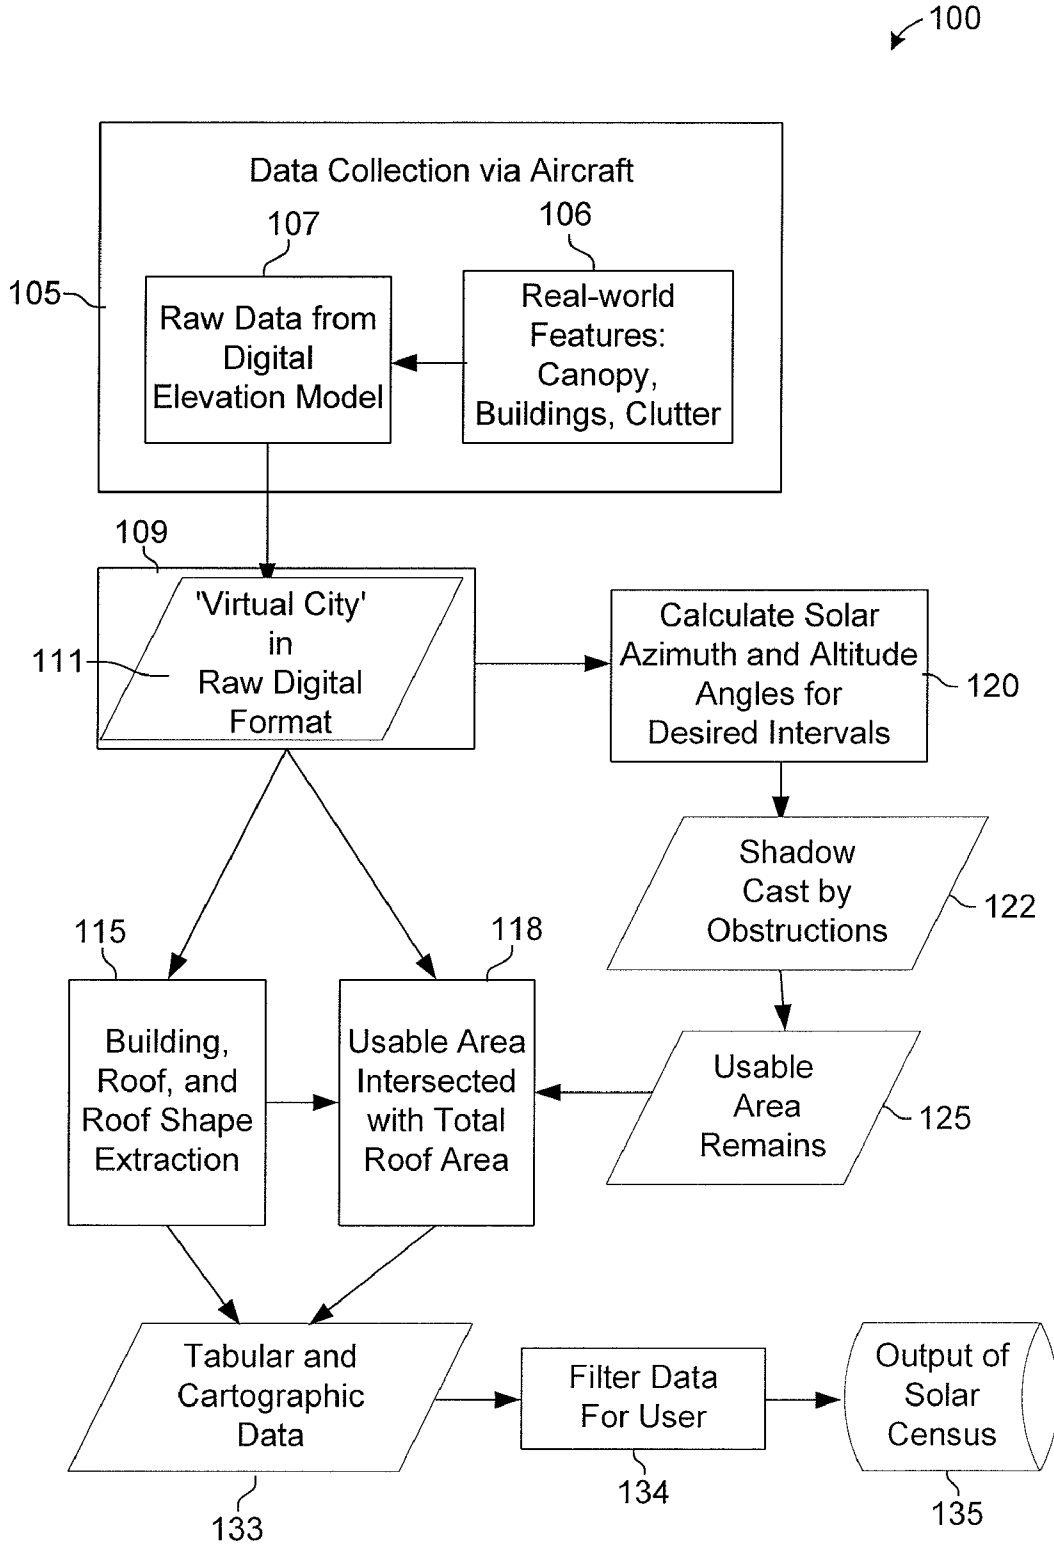 100
Data Collection via Aircraft
107
106
105
Raw Data from
Digital
Elevation Model
Real-world
Features:
Canopy,
Buildings, Clutter
109
'Virtual City'
in
Raw Digital
Format
111
Calculate Solar
Azimuth and Altitude
Angles for
Desired Intervals
120
Shadow
Cast by
Obstructions
122
115
118
Building,
Roof, and
Roof Shape
Extraction
Usable Area
Intersected
with Total
Roof Area
Usable
Area
Remains
125
Tabular and
Cartographic
Data
133
Filter Data
For User
134
Output of
Solar
Census
135